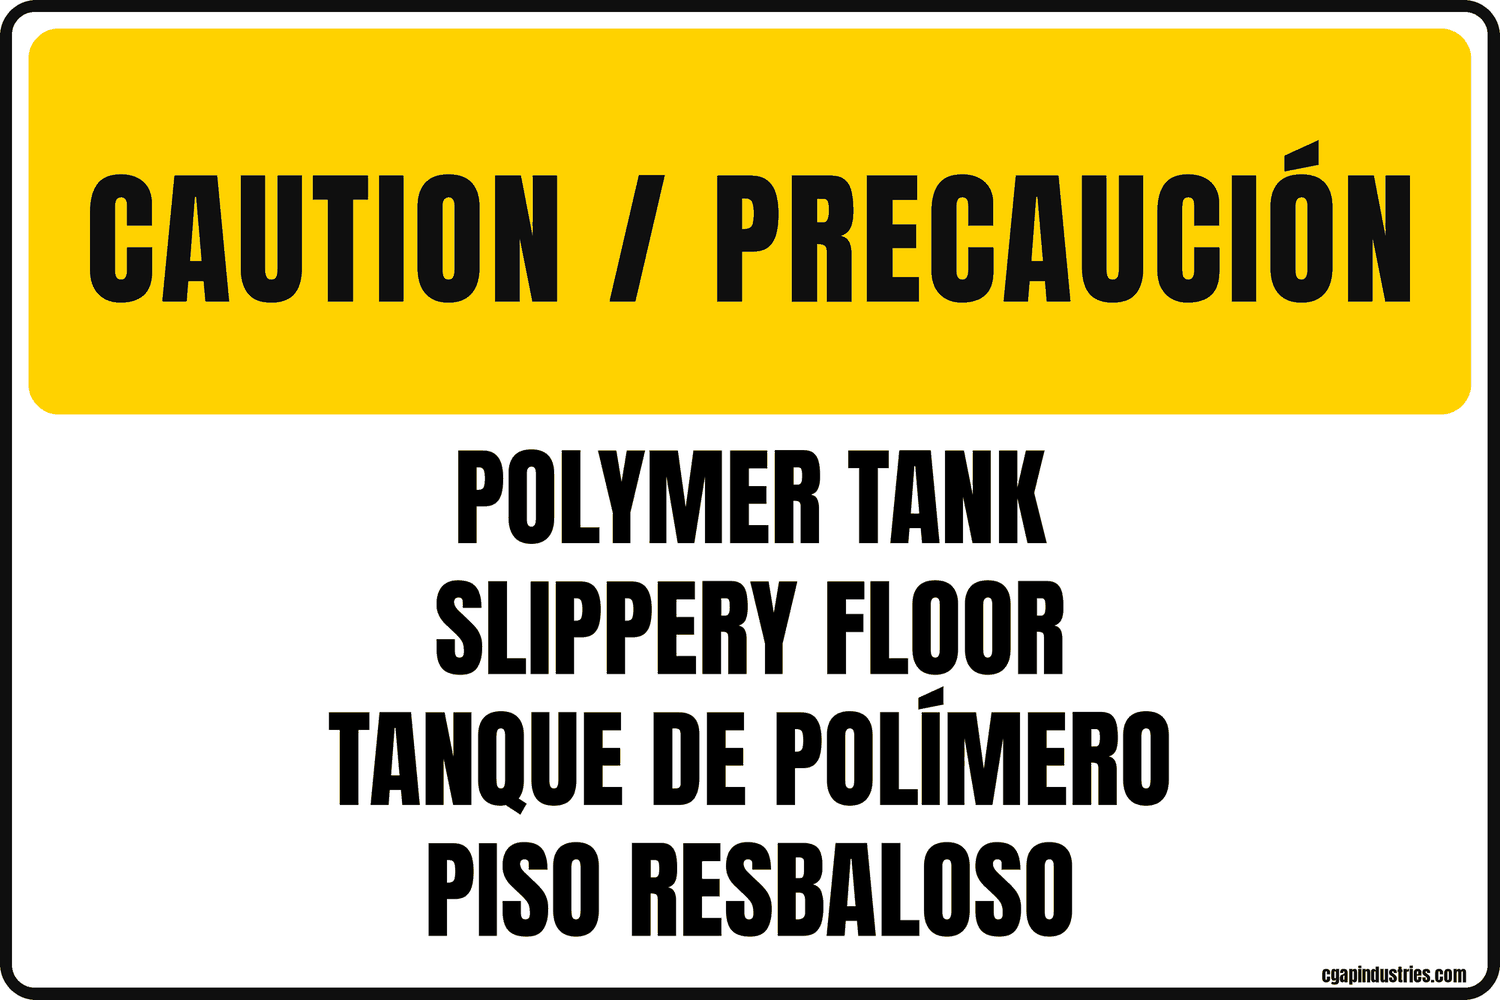 CAUTION / PRECAUCIÓN
POLYMER TANK
SLIPPERY FLOOR
TANQUE DE POLÍMERO
PISO RESBALOSO
cgapindustries.com